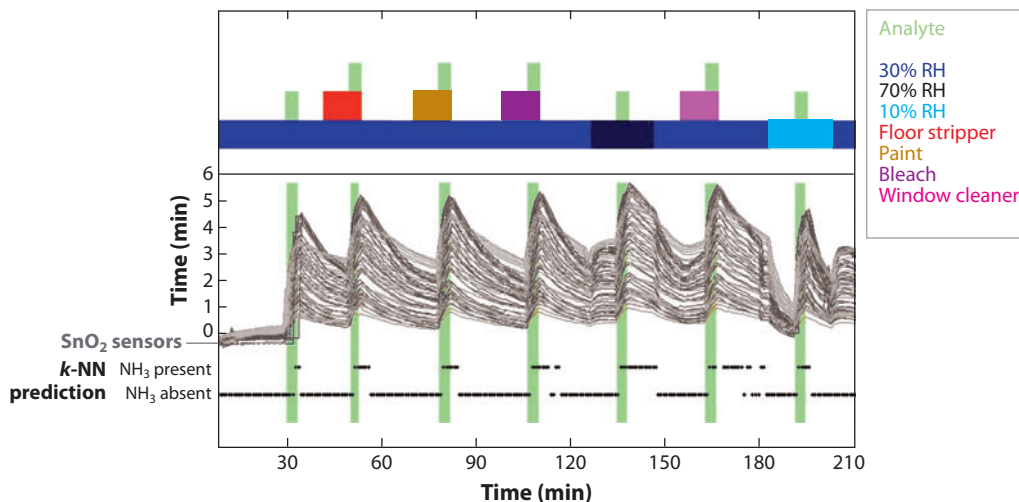 Analyte
30% RH
70% RH
10% RH
Floor stripper
Paint
Bleach
Window cleaner
6
5
4
3
2
1
0
Time (min)
SnO₂ sensors
k-NN NH₃ present
prediction NH₃ absent
30 60 90 120 150 180 210
Time (min)